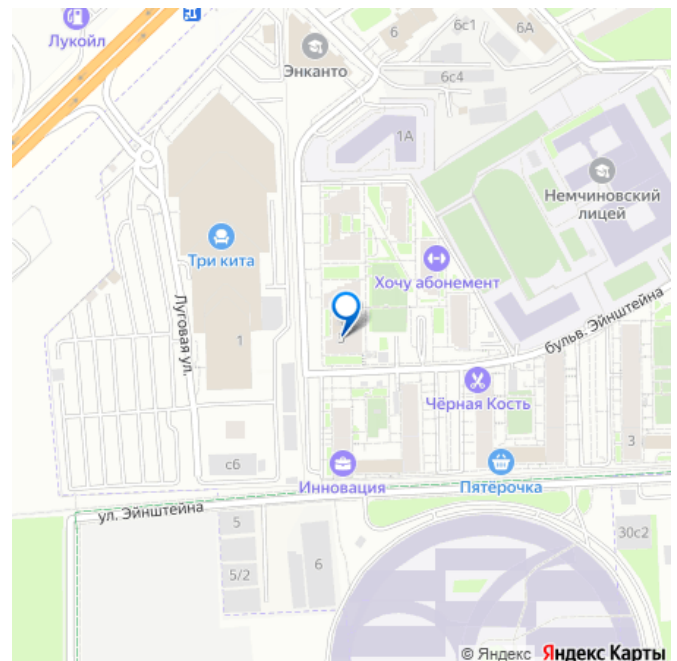 Лукойл
6
6с1
6А
Энканто
6с4
1А
Немчиновский
лицей
Три кита
Хочу абонемент
Луговая ул.
1
бульв. Эйнштейна
Чёрная Кость
3
с6
Инновация
Пятёрочка
ул. Эйнштейна
5
30с2
5/2
6
© Яндекс Яндекс Карты